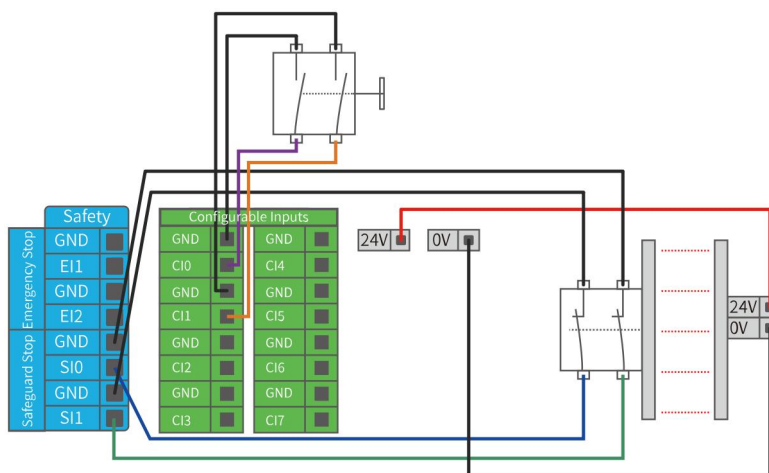 Safety
Emergency Stop
GND
EI1
GND
EI2
Safeguard Stop
GND
SI0
GND
SI1
Configurable Inputs
GND
CI0
GND
CI1
GND
CI2
GND
CI3
GND
CI4
GND
CI5
GND
CI6
GND
CI7
24V
0V
24V
0V